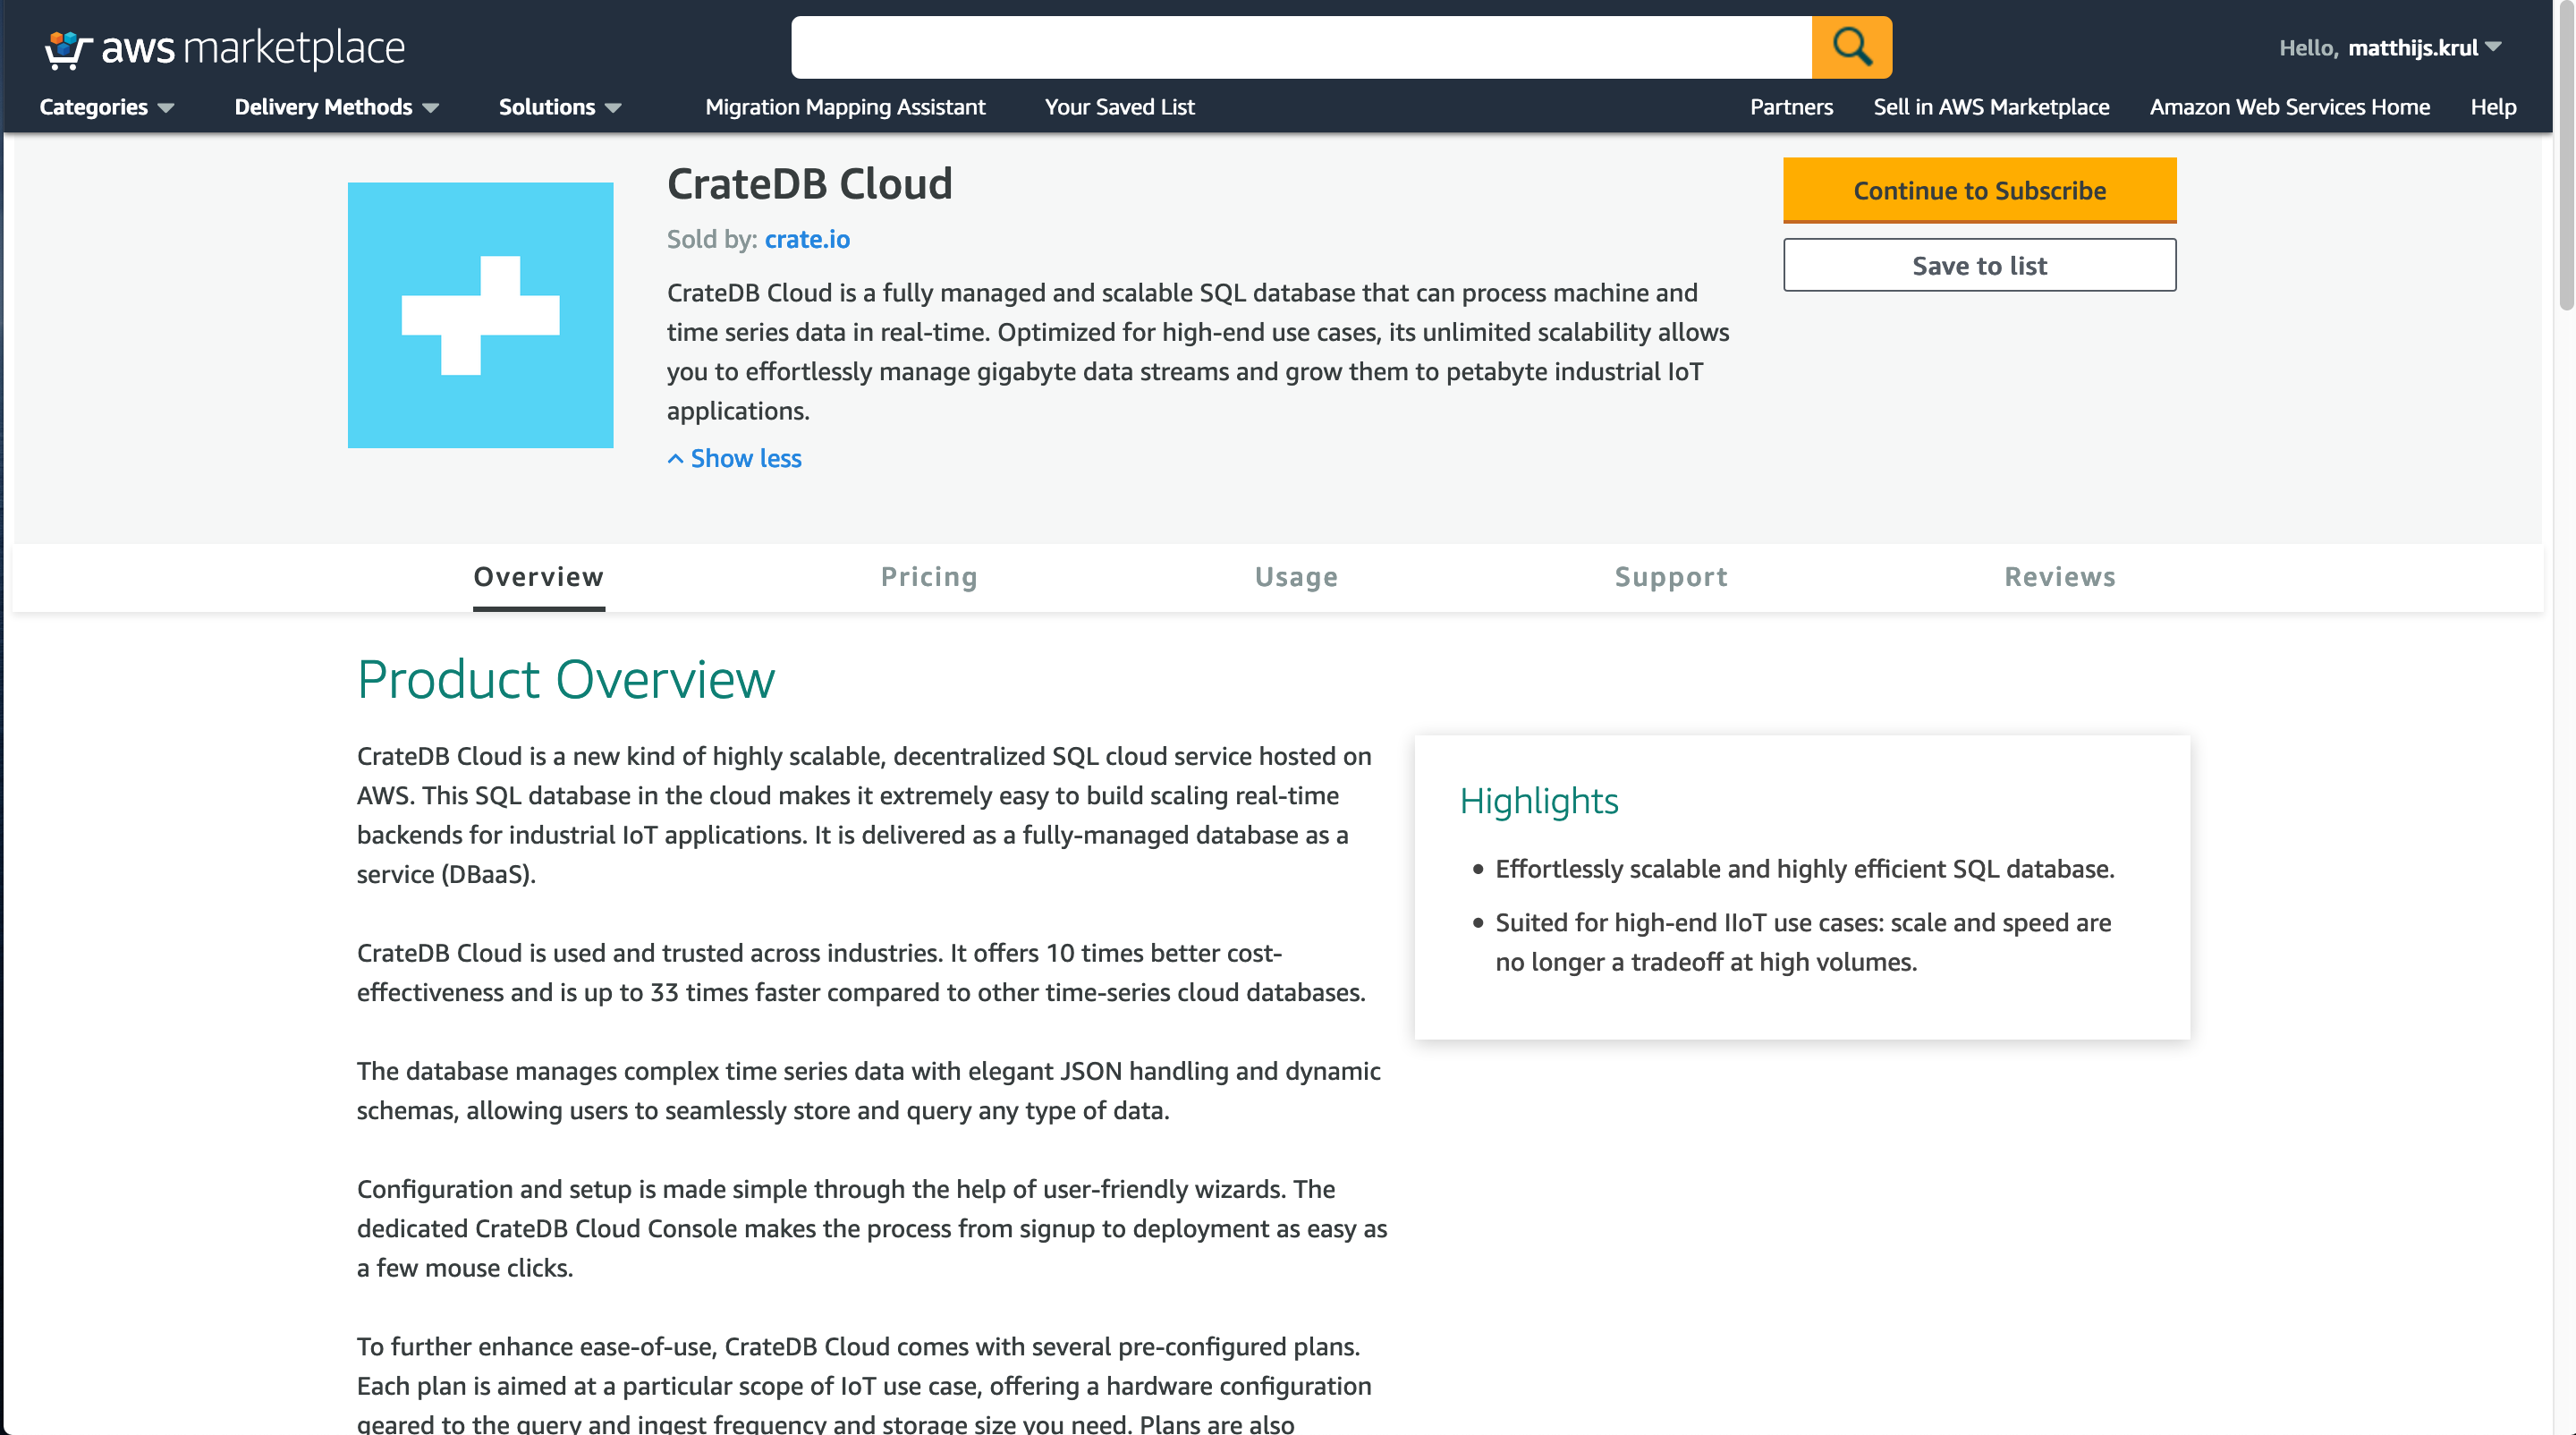 aws marketplace
Hello, matthijs.krul
Categories
Delivery Methods
Solutions
Migration Mapping Assistant
Your Saved List
Partners
Sell in AWS Marketplace
Amazon Web Services Home
Help
CrateDB Cloud
Sold by: crate.io
CrateDB Cloud is a fully managed and scalable SQL database that can process machine and
time series data in real-time. Optimized for high-end use cases, its unlimited scalability allows
you to effortlessly manage gigabyte data streams and grow them to petabyte industrial IoT
applications.
Show less
Continue to Subscribe
Save to list
Overview
Pricing
Usage
Support
Reviews
Product Overview
CrateDB Cloud is a new kind of highly scalable, decentralized SQL cloud service hosted on
AWS. This SQL database in the cloud makes it extremely easy to build scaling real-time
backends for industrial IoT applications. It is delivered as a fully-managed database as a
service (DBaaS).
CrateDB Cloud is used and trusted across industries. It offers 10 times better cost-
effectiveness and is up to 33 times faster compared to other time-series cloud databases.
The database manages complex time series data with elegant JSON handling and dynamic
schemas, allowing users to seamlessly store and query any type of data.
Configuration and setup is made simple through the help of user-friendly wizards. The
dedicated CrateDB Cloud Console makes the process from signup to deployment as easy as
a few mouse clicks.
To further enhance ease-of-use, CrateDB Cloud comes with several pre-configured plans.
Each plan is aimed at a particular scope of IoT use case, offering a hardware configuration
geared to the query and ingest frequency and storage size you need. Plans are also
Highlights
Effortlessly scalable and highly efficient SQL database.
Suited for high-end IIoT use cases: scale and speed are
no longer a tradeoff at high volumes.